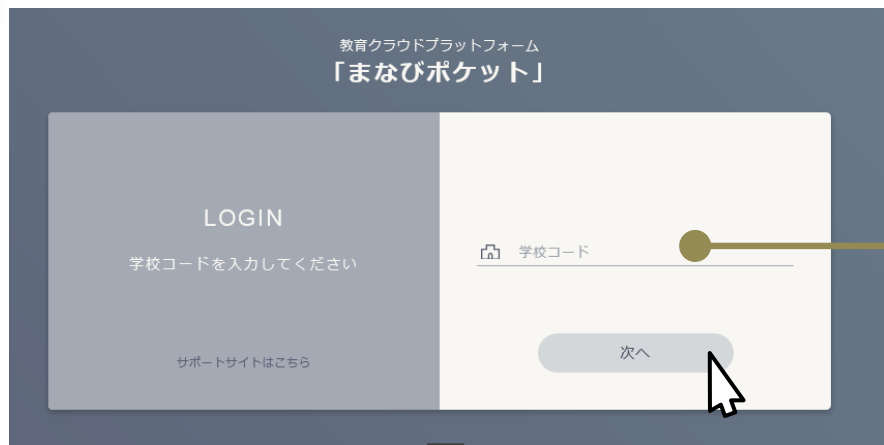 教育クラウドプラットフォーム
「まなびポケット」
LOGIN
学校コードを入力してください
サポートサイトはこちら
学校コード
次へ